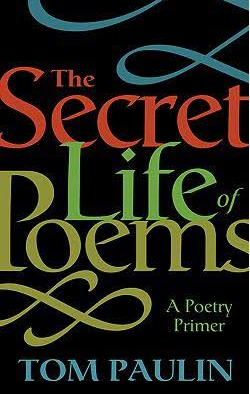 The
Secret
Life of
Poems
A Poetry
Primer
TOM PAULIN